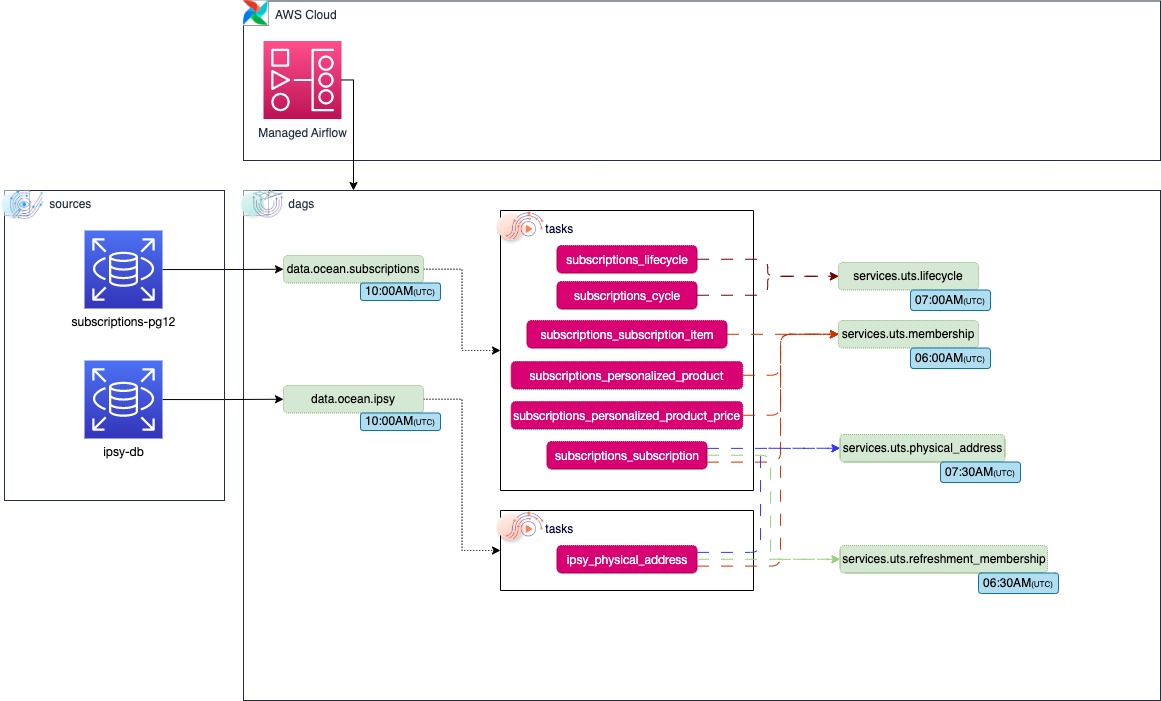 AWS Cloud
Managed Airflow
sources
subscriptions-pg12
ipsy-db
dags
data.ocean.subscriptions
10:00AM(UTC)
data.ocean.ipsy
10:00AM(UTC)
tasks
subscriptions_lifecycle
subscriptions_cycle
subscriptions_subscription_item
subscriptions_personalized_product
subscriptions_personalized_product_price
subscriptions_subscription
tasks
ipsy_physical_address
services.uts.lifecycle
07:00AM(UTC)
services.uts.membership
06:00AM(UTC)
services.uts.physical_address
07:30AM(UTC)
services.uts.refreshment_membership
06:30AM(UTC)